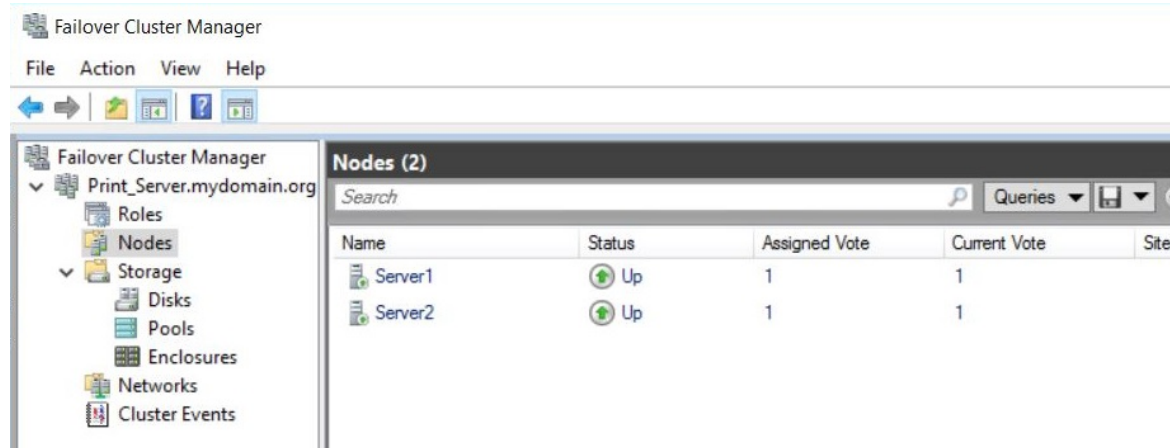 Failover Cluster Manager
File Action View Help
Failover Cluster Manager
Print_Server.mydomain.org
Roles
Nodes
Storage
Disks
Pools
Enclosures
Networks
Cluster Events
Nodes (2)
Search Queries
Name Status Assigned Vote Current Vote Site
Server1 Up 1 1
Server2 Up 1 1